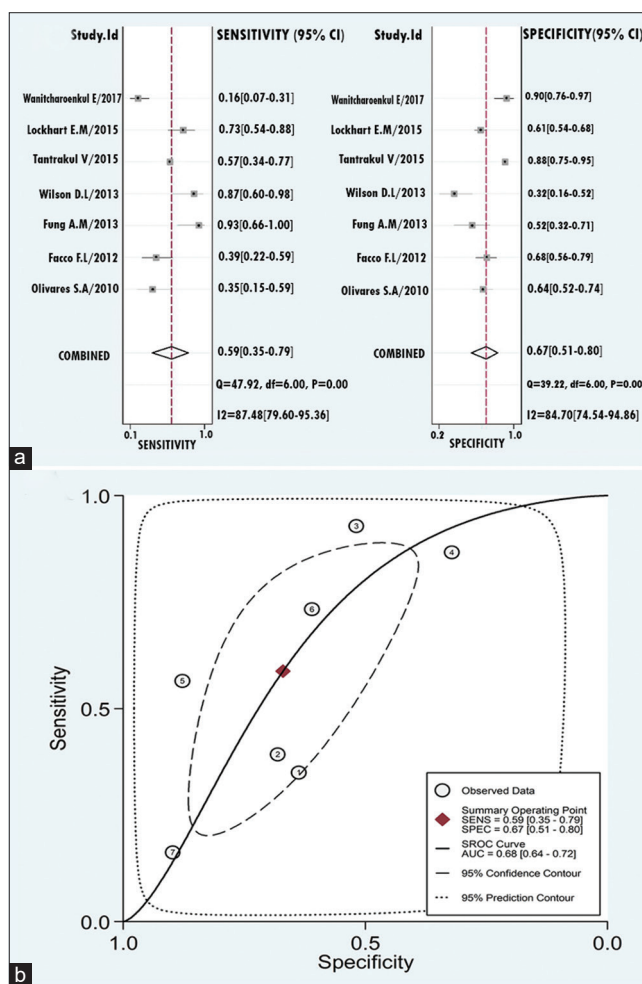 Study.Id SENSITIVITY (95% CI)
Wanitcharoenkul E/2017 0.16[0.07-0.31]
Lockhart E.M/2015 0.73[0.54-0.88]
Tantrakul V/2015 0.57[0.34-0.77]
Wilson D.L/2013 0.87[0.60-0.98]
Fung A.M/2013 0.93[0.66-1.00]
Facco F.L/2012 0.39[0.22-0.59]
Olivares S.A/2010 0.35[0.15-0.59]
COMBINED 0.59[0.35-0.79]
Q=47.92, df=6.00, P=0.00
I2=87.48[79.60-95.36]
0.1 1.0
SENSITIVITY
Study.Id SPECIFICITY(95% CI)
Wanitcharoenkul E/2017 0.90[0.76-0.97]
Lockhart E.M/2015 0.61[0.54-0.68]
Tantrakul V/2015 0.88[0.75-0.95]
Wilson D.L/2013 0.32[0.16-0.52]
Fung A.M/2013 0.52[0.32-0.71]
Facco F.L/2012 0.68[0.56-0.79]
Olivares S.A/2010 0.64[0.52-0.74]
COMBINED 0.67[0.51-0.80]
Q=39.22, df=6.00, P=0.00
I2=84.70[74.54-94.86]
0.2 1.0
SPECIFICITY
a
1.0
3
4
6
5
Sensitivity
0.5
2
1
7
0.0
Observed Data
Summary Operating Point
SENS = 0.59 [0.35 - 0.79]
SPEC = 0.67 [0.51 - 0.80]
SROC Curve
AUC = 0.68 [0.64 - 0.72]
95% Confidence Contour
95% Prediction Contour
1.0 0.5 0.0
Specificity
b